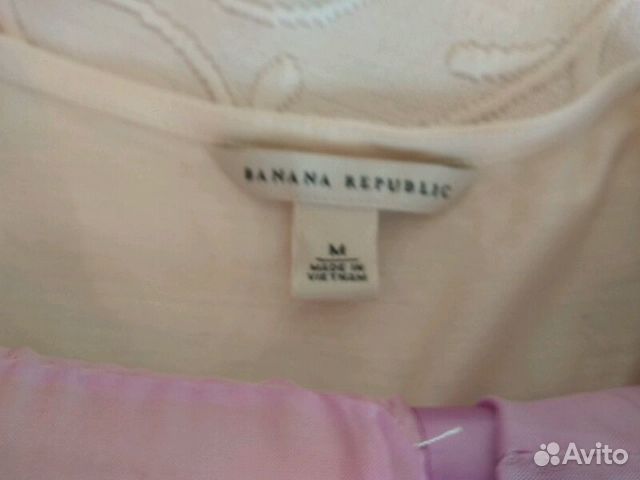 BANANA REPUBLIC
M
MADE IN
VIETNAM
Avito